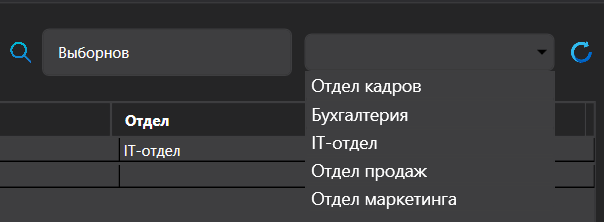 Выборнов
Отдел кадров
Бухгалтерия
IT-отдел
Отдел продаж
Отдел маркетинга
Отдел
IT-отдел